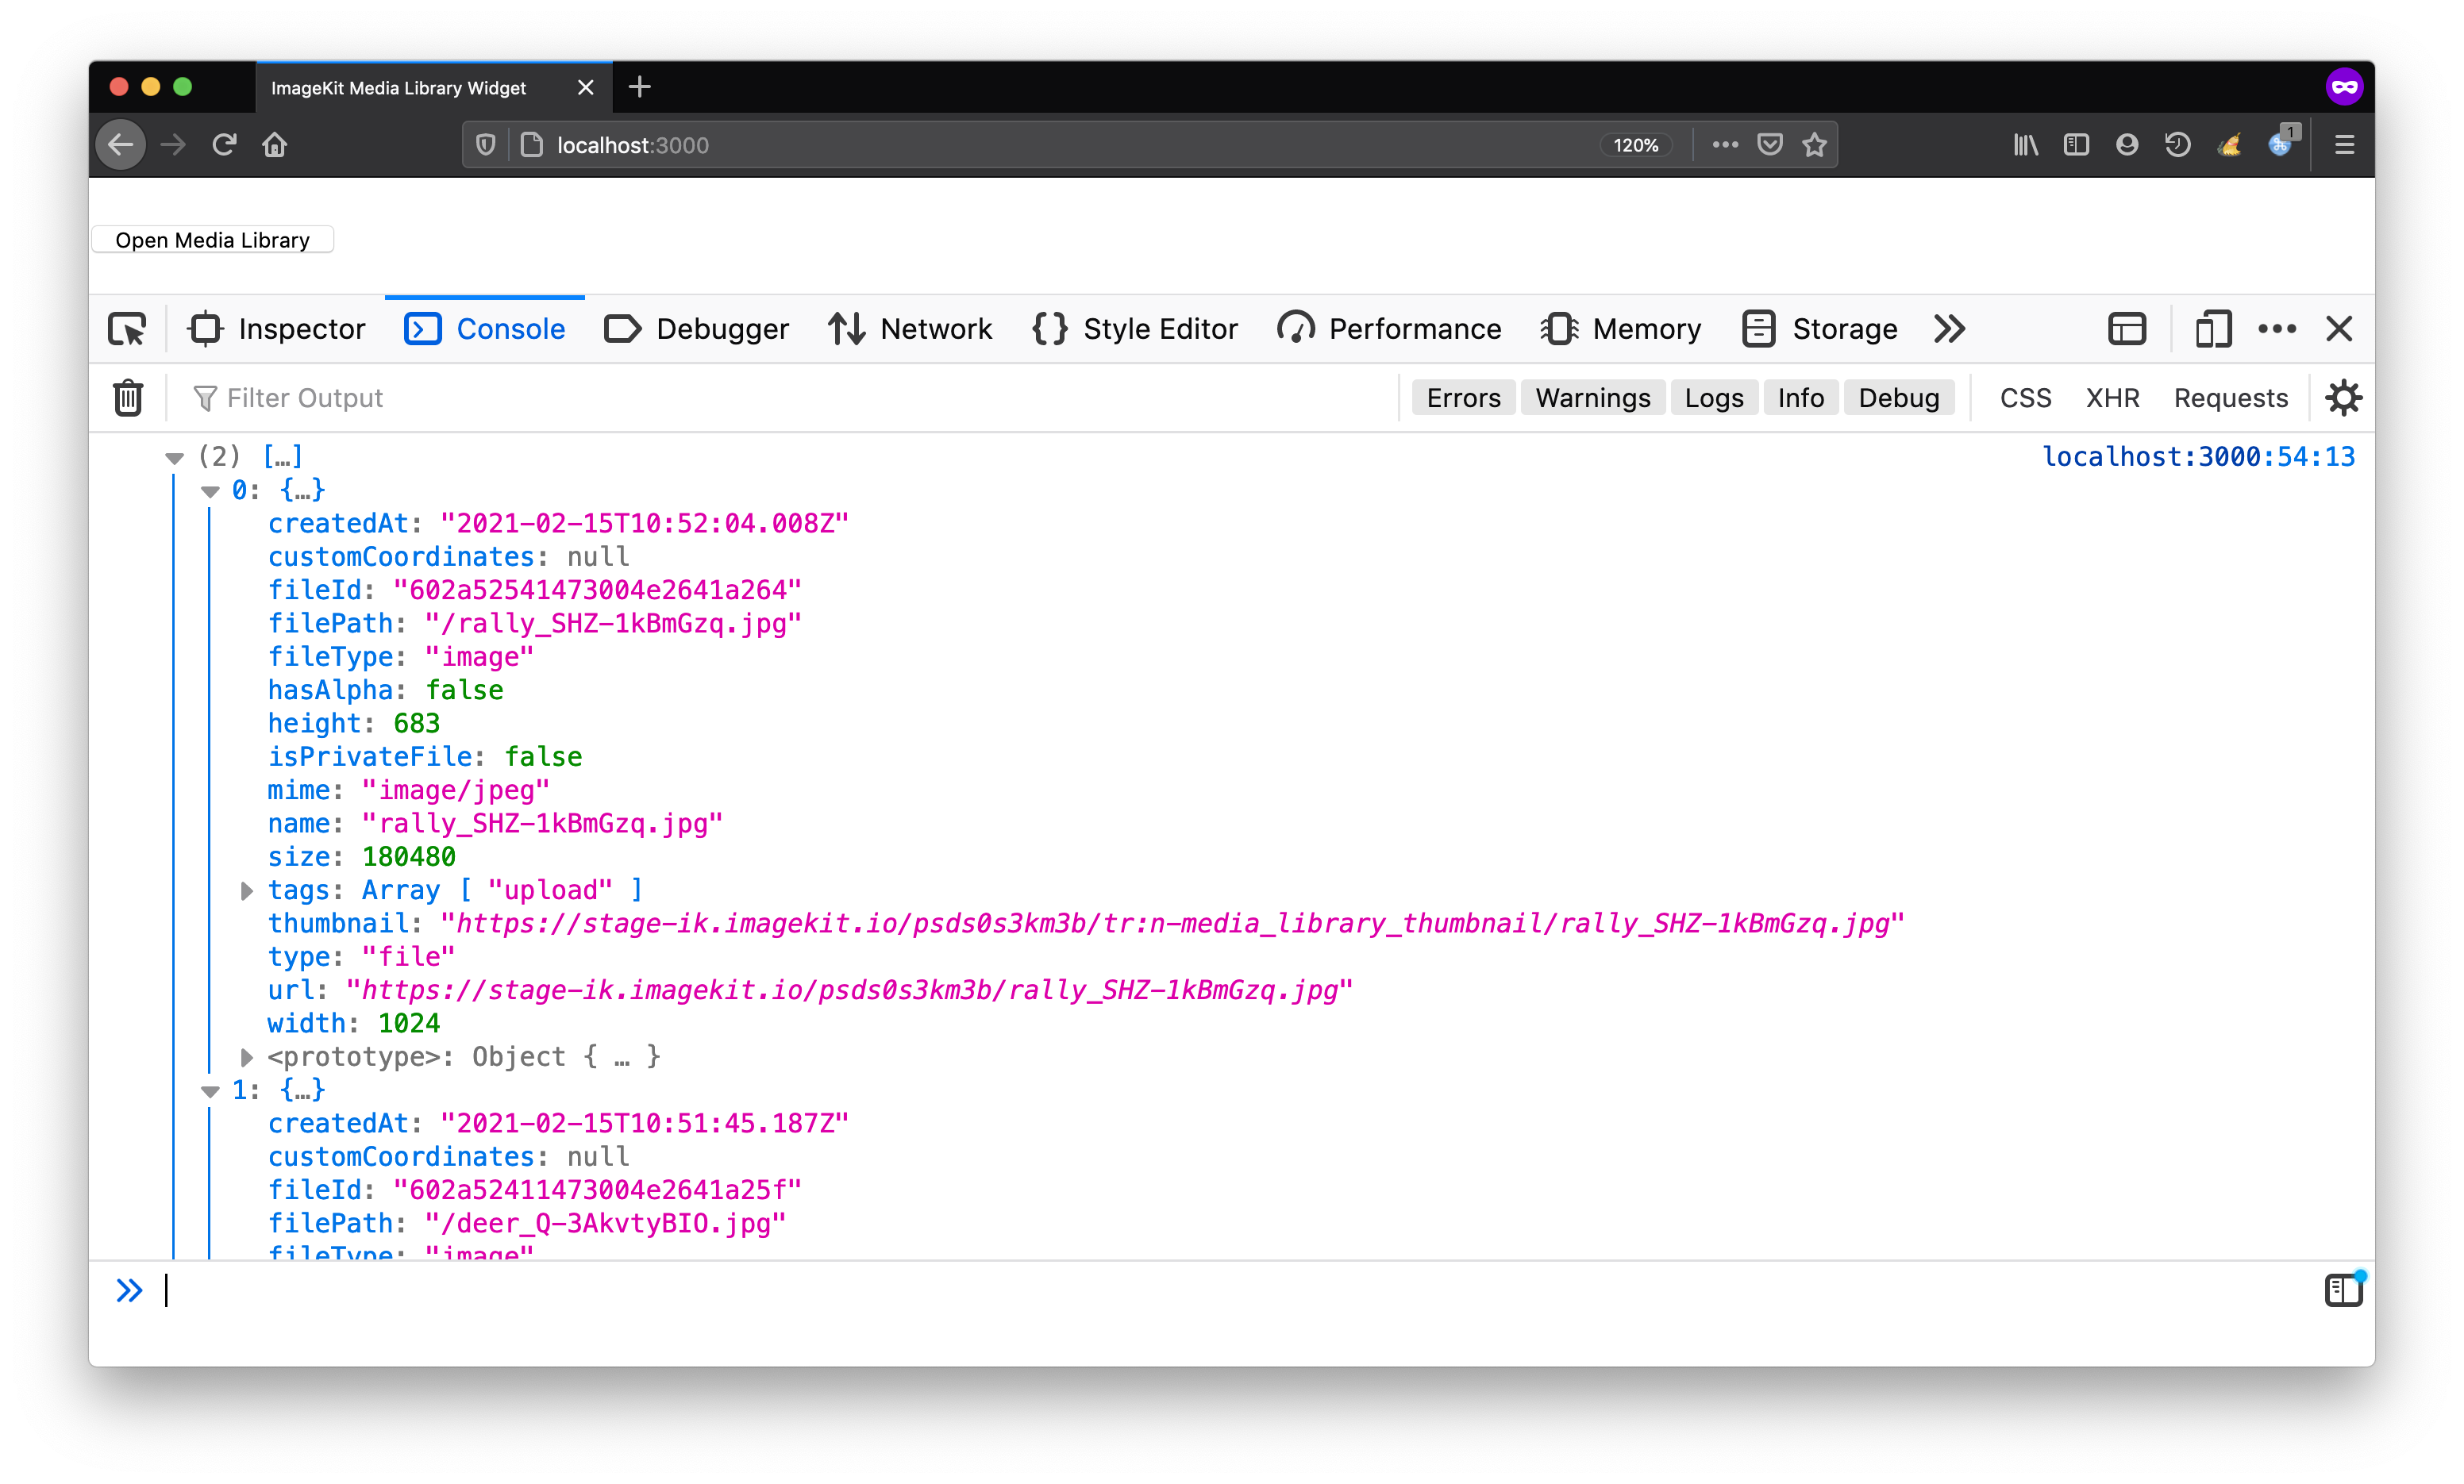 ImageKit Media Library Widget
localhost:3000
120%
1
Open Media Library
Inspector Console Debugger Network Style Editor Performance Memory Storage
Filter Output Errors Warnings Logs Info Debug CSS XHR Requests
(2) […] localhost:3000:54:13
0: {…}
createdAt: "2021-02-15T10:52:04.008Z"
customCoordinates: null
fileId: "602a52541473004e2641a264"
filePath: "/rally_SHZ-1kBmGzq.jpg"
fileType: "image"
hasAlpha: false
height: 683
isPrivateFile: false
mime: "image/jpeg"
name: "rally_SHZ-1kBmGzq.jpg"
size: 180480
tags: Array [ "upload" ]
thumbnail: "https://stage-ik.imagekit.io/psds0s3km3b/tr:n-media_library_thumbnail/rally_SHZ-1kBmGzq.jpg"
type: "file"
url: "https://stage-ik.imagekit.io/psds0s3km3b/rally_SHZ-1kBmGzq.jpg"
width: 1024
<prototype>: Object { … }
1: {…}
createdAt: "2021-02-15T10:51:45.187Z"
customCoordinates: null
fileId: "602a52411473004e2641a25f"
filePath: "/deer_Q-3AkvtyBIO.jpg"
fileType: "image"